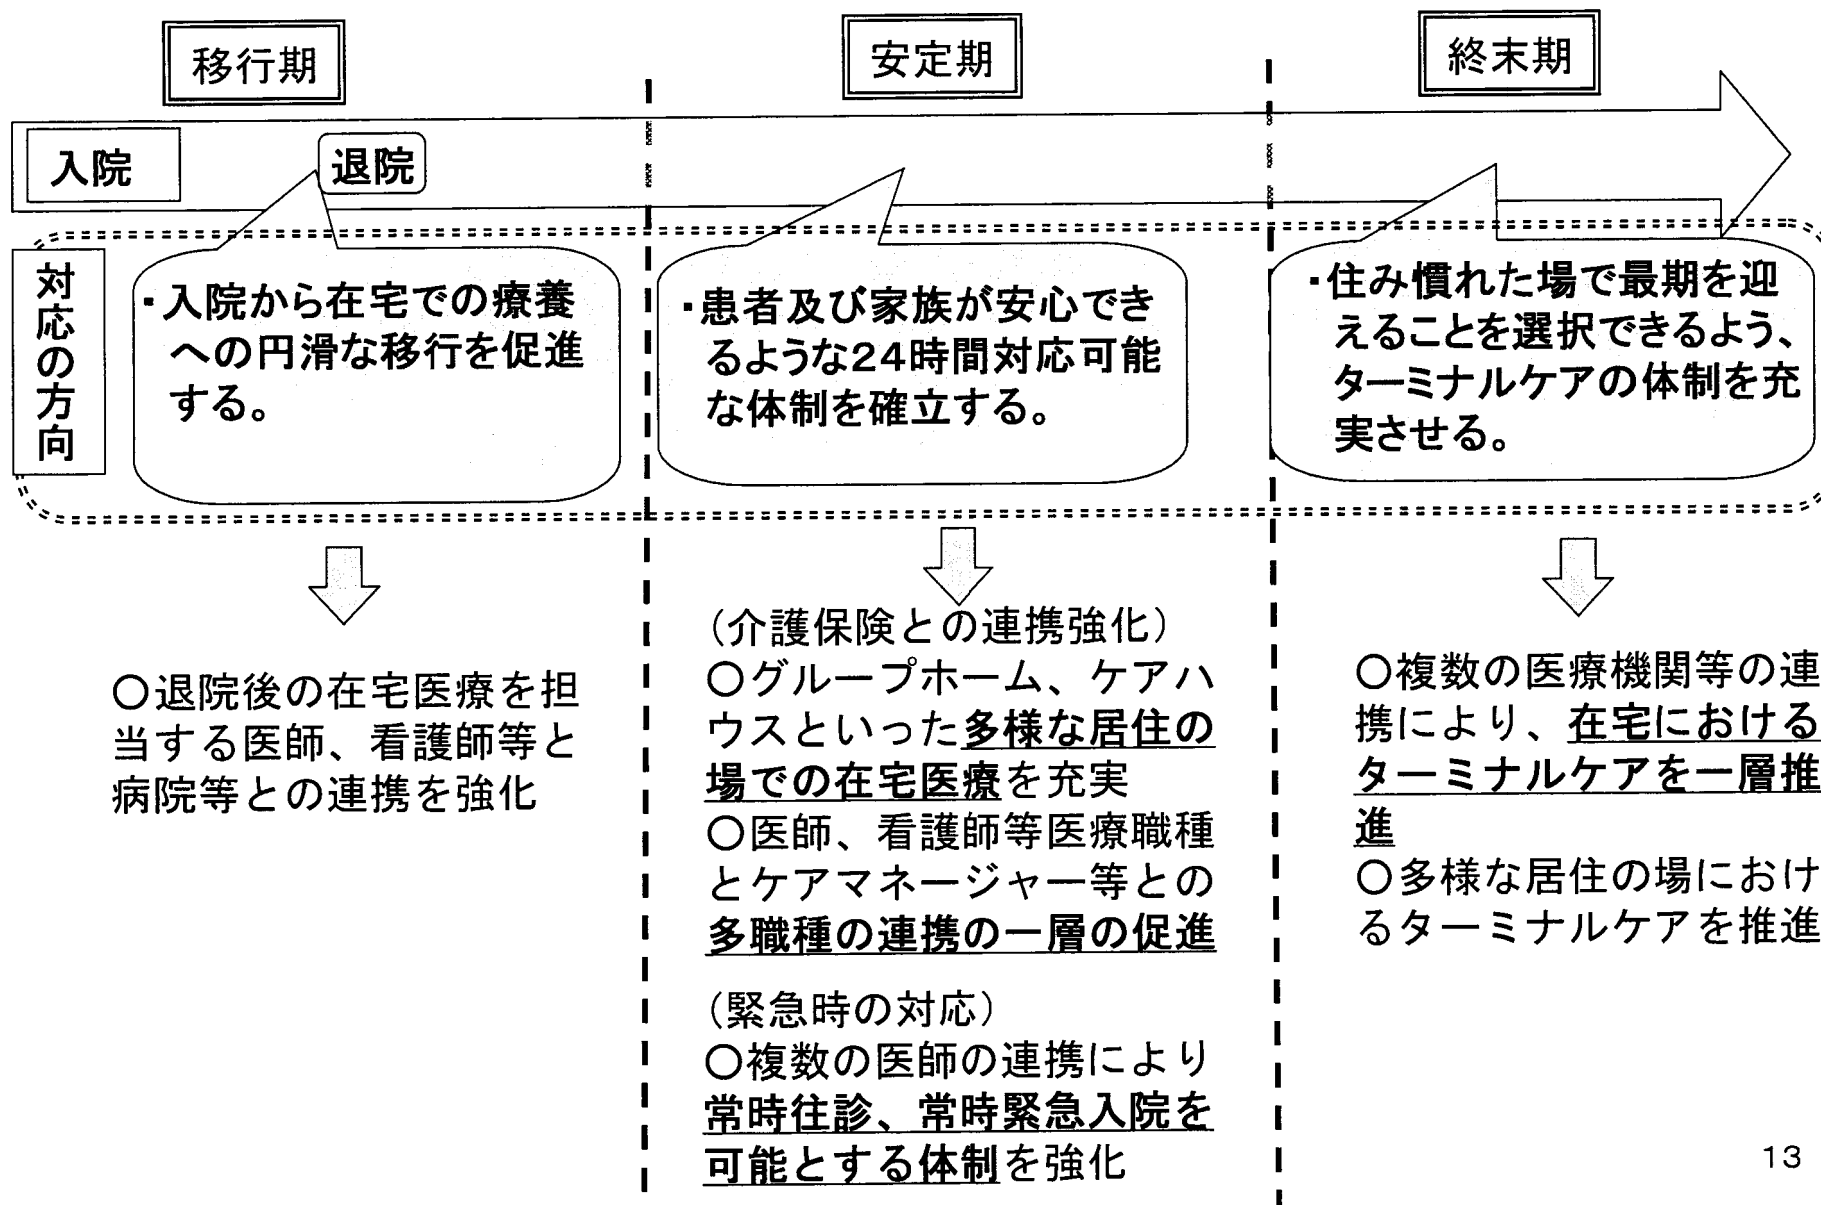 移行期
安定期
終末期
入院
退院
対応の方向
・入院から在宅での療養
への円滑な移行を促進
する。
・患者及び家族が安心でき
るような24時間対応可能
な体制を確立する。
・住み慣れた場で最期を迎
えることを選択できるよう、
ターミナルケアの体制を充
実させる。
○退院後の在宅医療を担
当する医師、看護師等と
病院等との連携を強化
(介護保険との連携強化)
○グループホーム、ケアハ
ウスといった多様な居住の
場での在宅医療を充実
○医師、看護師等医療職種
とケアマネージャー等との
多職種の連携の一層の促進
(緊急時の対応)
○複数の医師の連携により
常時往診、常時緊急入院を
可能とする体制を強化
○複数の医療機関等の連
携により、在宅における
ターミナルケアを一層推
進
○多様な居住の場におけ
るターミナルケアを推進
13